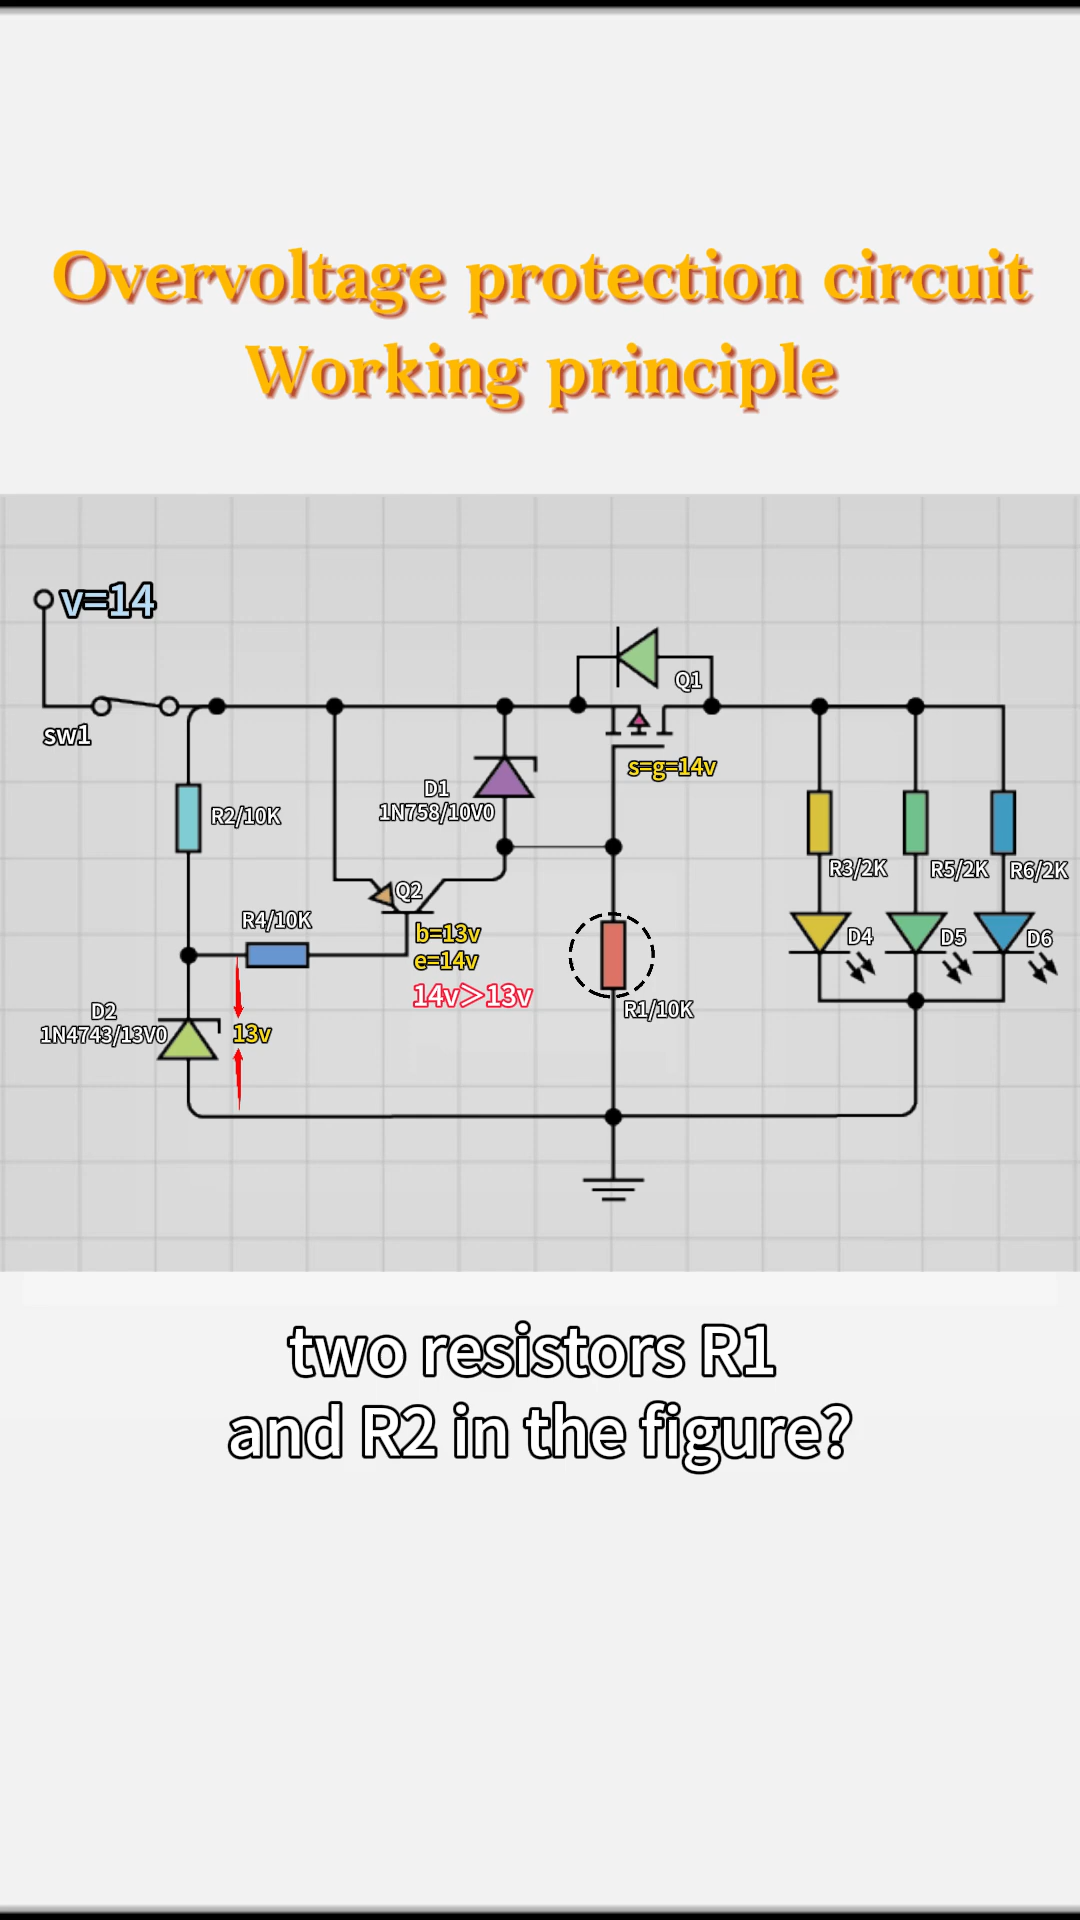 Overvoltage protection circuit
Working principle
v=14
sw1
Q1
s=g=14v
D1
1N758/10V0
R2/10K
Q2
R4/10K
b=13v
e=14v
14v>13v
R3/2K
R5/2K
R6/2K
D4
D5
D6
R1/10K
D2
1N4743/13V0
13v
two resistors R1
and R2 in the figure?